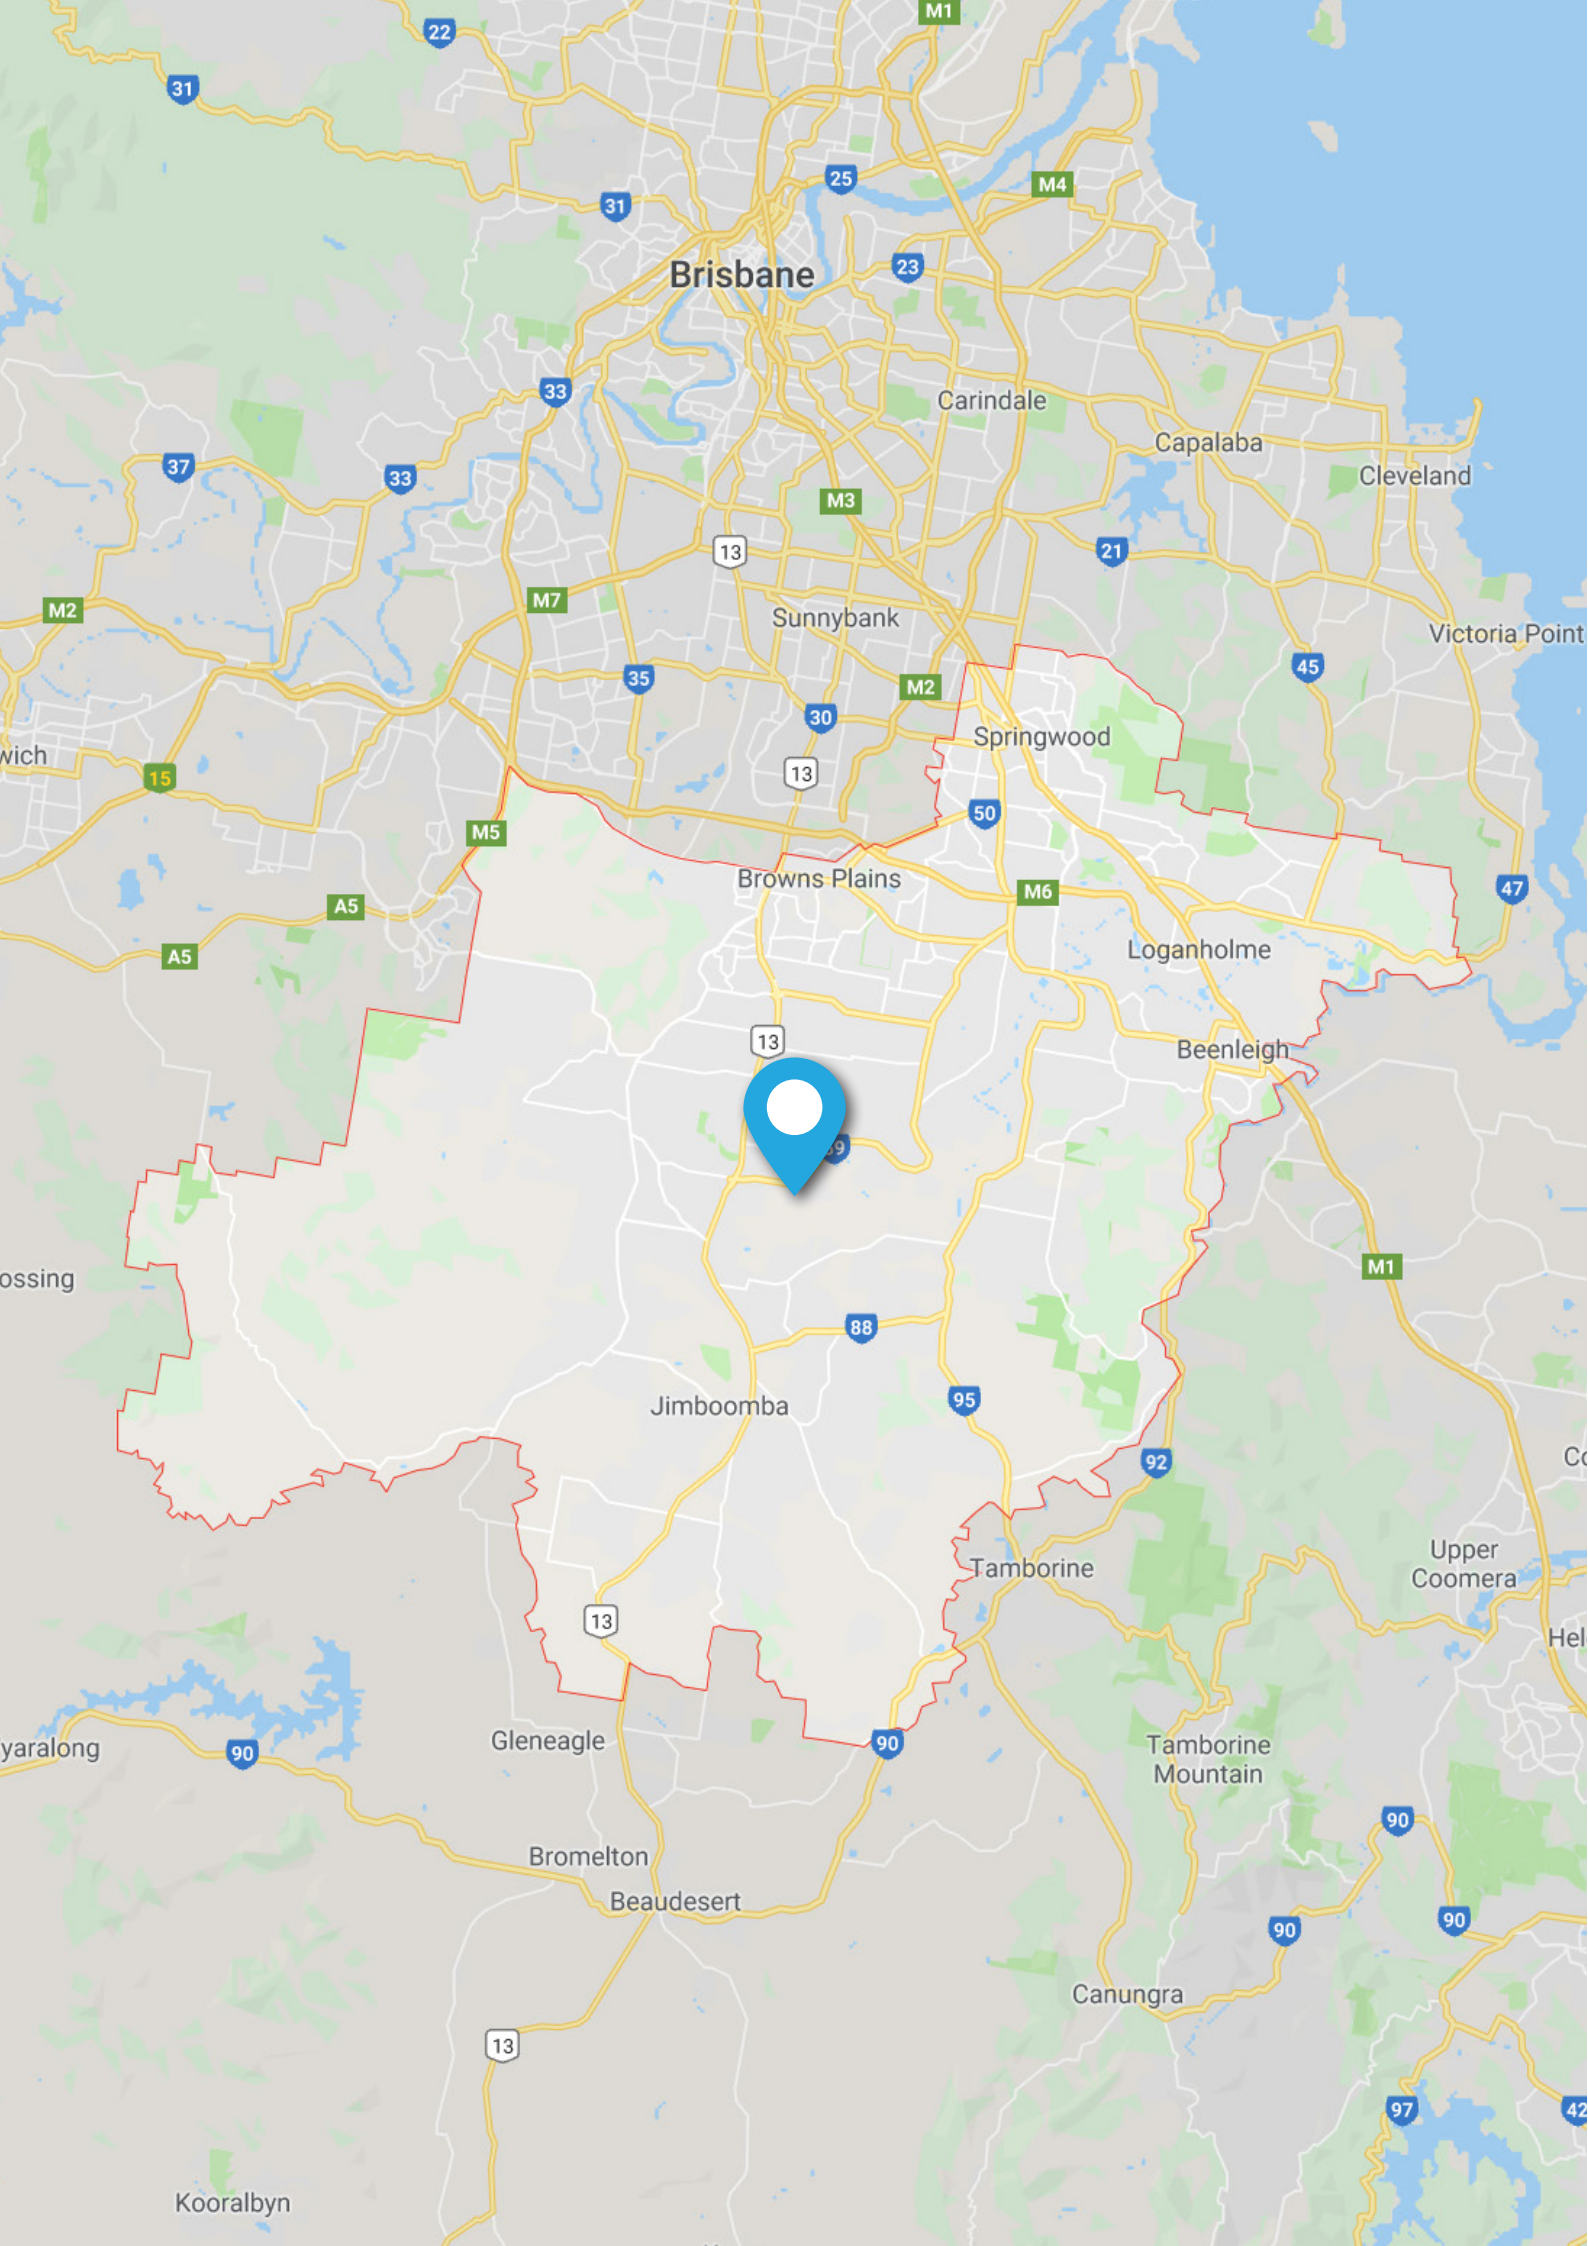 M1
22
31
25
M4
31
23
Brisbane
33
Carindale
Capalaba
37
33
Cleveland
M3
13
21
M7
M2
Sunnybank
Victoria Point
45
35
M2
30
Springwood
wich
13
15
50
M5
Browns Plains
M6
47
A5
Loganholme
A5
13
Beenleigh
M1
ossing
88
95
Jimboomba
92
Upper
Coomera
Tamborine
13
Hel
Gleneagle
90
yaralong
90
Tamborine
Mountain
90
Bromelton
Beaudesert
90
90
Canungra
13
97
42
Kooralbyn